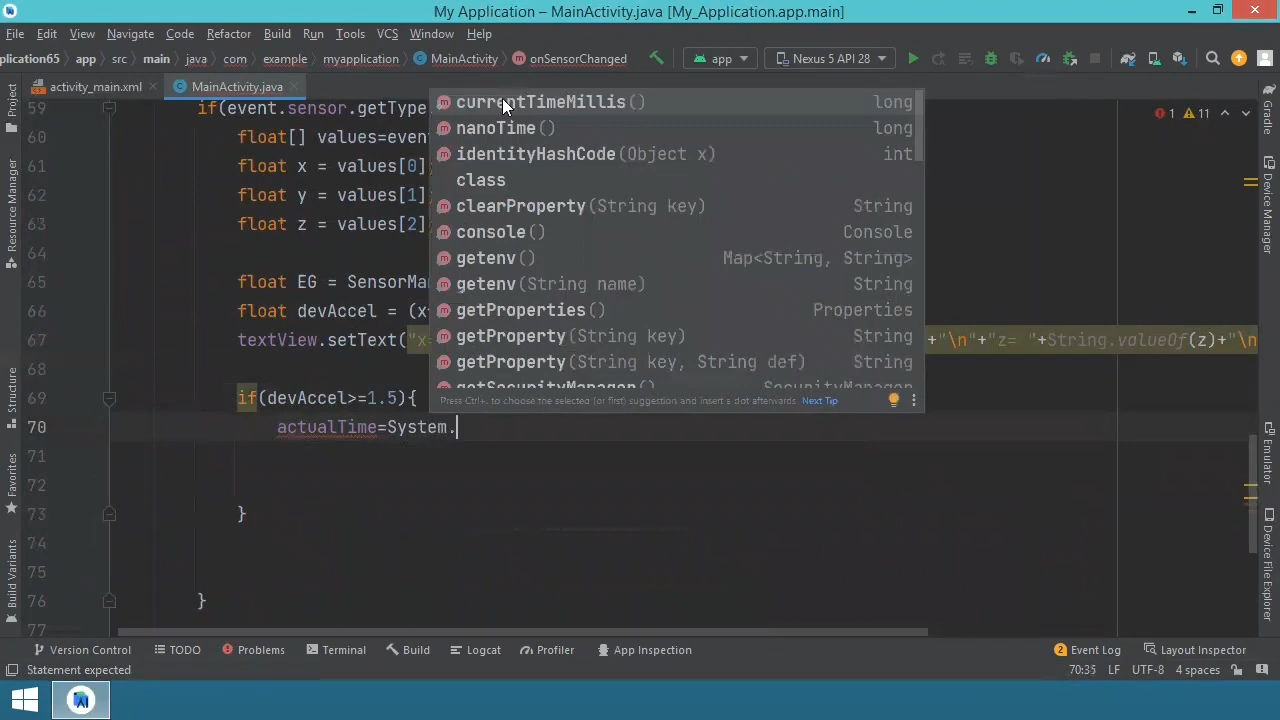 My Application – MainActivity.java [My_Application.app.main]
File Edit View Navigate Code Refactor Build Run Tools VCS Window Help
plication65 app src main java com example myapplication MainActivity onSensorChanged app Nexus 5 API 28
Project activity_main.xml MainActivity.java Gradle
59 if(event.sensor.getType
60 float[] values=event
61 float x = values[0]
62 float y = values[1]
63 float z = values[2]
64
65 float EG = SensorMan
66 float devAccel = (x
67 textView.setText("x= +"\n"+"z= "+String.valueOf(z)+"\n
68
69 if(devAccel>=1.5){
70 actualTime=System.
71
72
73 }
74
75
76 }
77
currentTimeMillis() long
nanoTime() long
identityHashCode(Object x) int
class
clearProperty(String key) String
console() Console
getenv() Map<String, String>
getenv(String name) String
getProperties() Properties
getProperty(String key) String
getProperty(String key, String def) String
getSecurityManager() SecurityManager
Press Ctrl+. to choose the selected (or first) suggestion and insert a dot afterwards Next Tip
1 11
Resource Manager
Structure
Favorites
Build Variants
Device Manager
Emulator
Device File Explorer
Version Control TODO Problems Terminal Build Logcat Profiler App Inspection 2 Event Log Layout Inspector
Statement expected 70:35 LF UTF-8 4 spaces